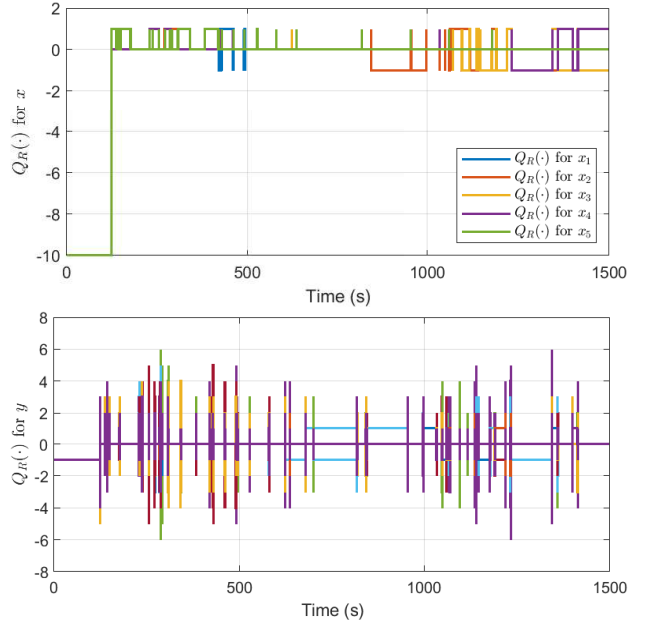 2
0
-2
-4
-6
-8
-10
Q_R(·) for x
Q_R(·) for x_1
Q_R(·) for x_2
Q_R(·) for x_3
Q_R(·) for x_4
Q_R(·) for x_5
0
500
1000
1500
Time (s)
8
6
4
2
0
-2
-4
-6
-8
Q_R(·) for y
0
500
1000
1500
Time (s)